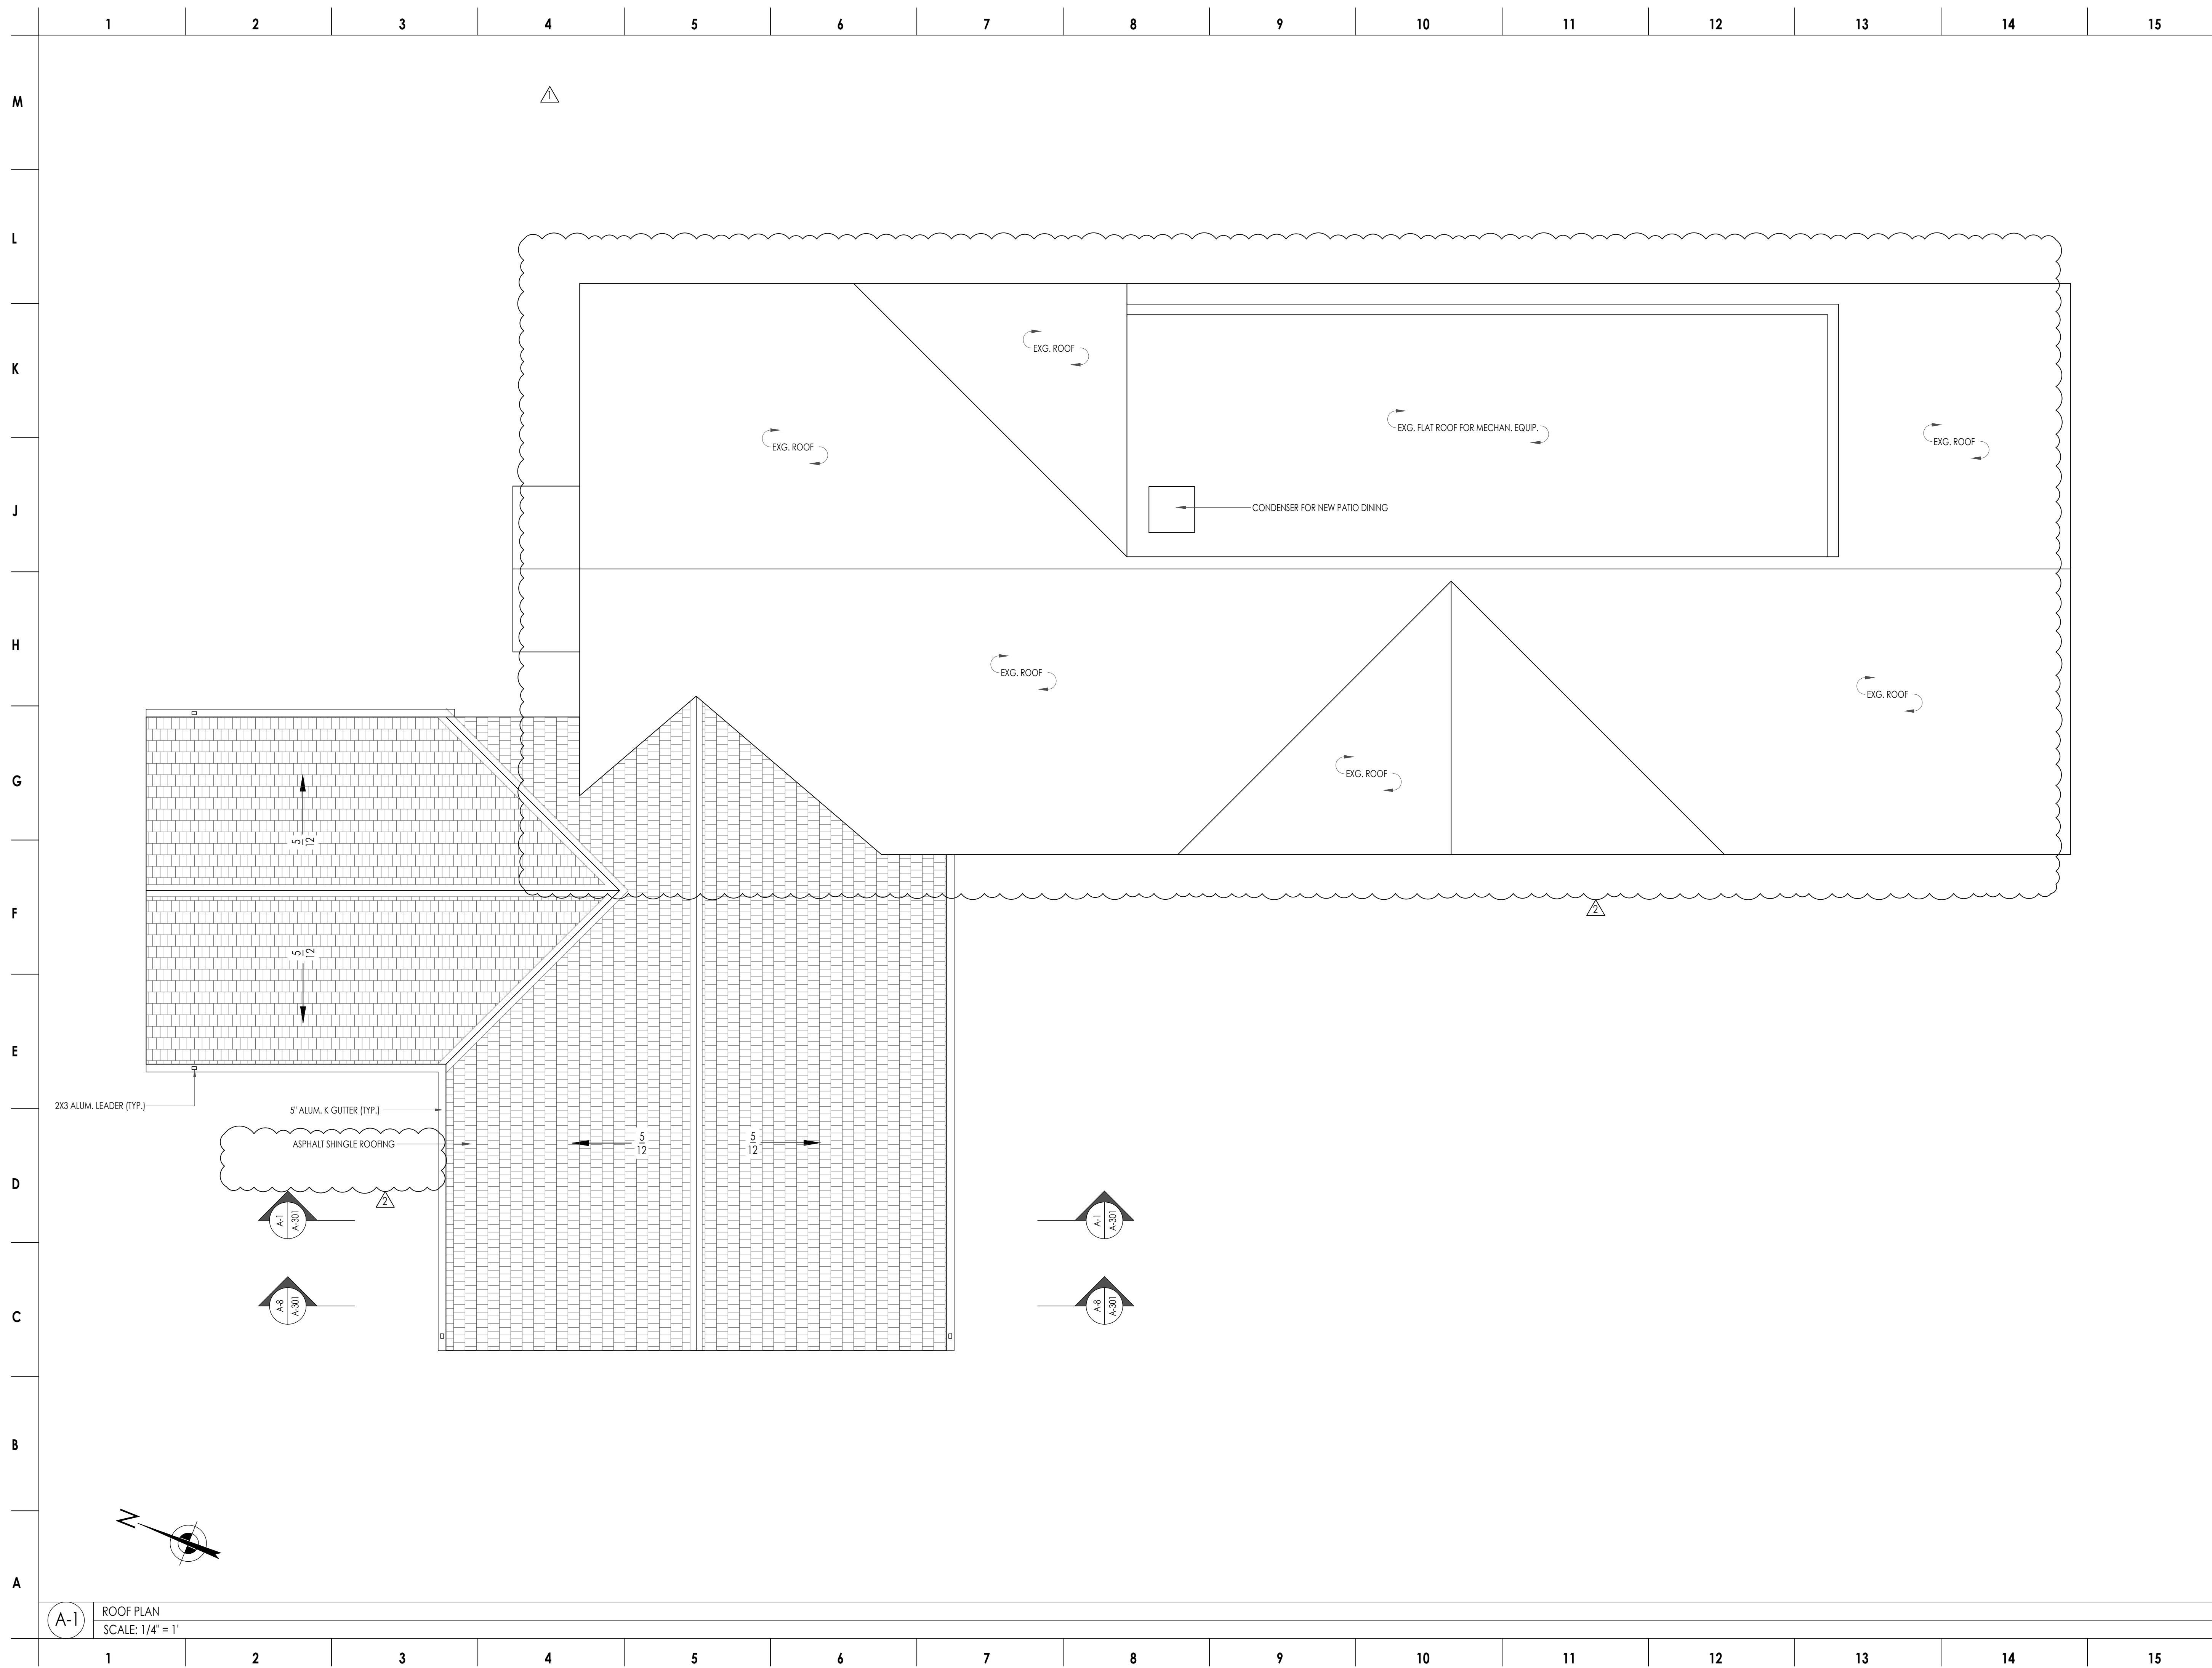 1 2 3 4 5 6 7 8 9 10 11 12 13 14 15
M
1
L
K
EXG. ROOF
EXG. FLAT ROOF FOR MECHAN. EQUIP.
EXG. ROOF
EXG. ROOF
J
CONDENSER FOR NEW PATIO DINING
H
EXG. ROOF
EXG. ROOF
G
EXG. ROOF
5
12
F
2
5
12
E
2X3 ALUM. LEADER (TYP.)
5" ALUM. K GUTTER (TYP.)
ASPHALT SHINGLE ROOFING
5
12
5
12
D
2
A-1
A-301
A-1
A-301
C
A-8
A-301
A-8
A-301
B
N
A
A-1
ROOF PLAN
SCALE: 1/4" = 1'
1 2 3 4 5 6 7 8 9 10 11 12 13 14 15